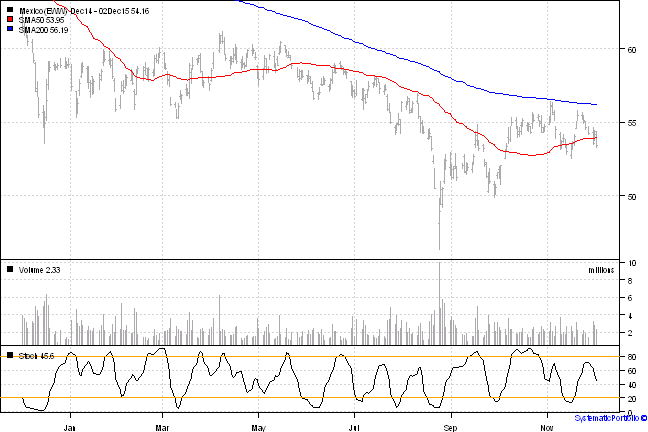 Mexico(EWW) Dec14 - 02Dec15 54.16
SMA50 53.95
SMA200 56.19
60
55
50
Volume 2.33
millions
10
8
6
4
2
Stoch 45.6
80
60
40
20
0
Jan Mar May Jul Sep Nov
SystematicPortfolio ©